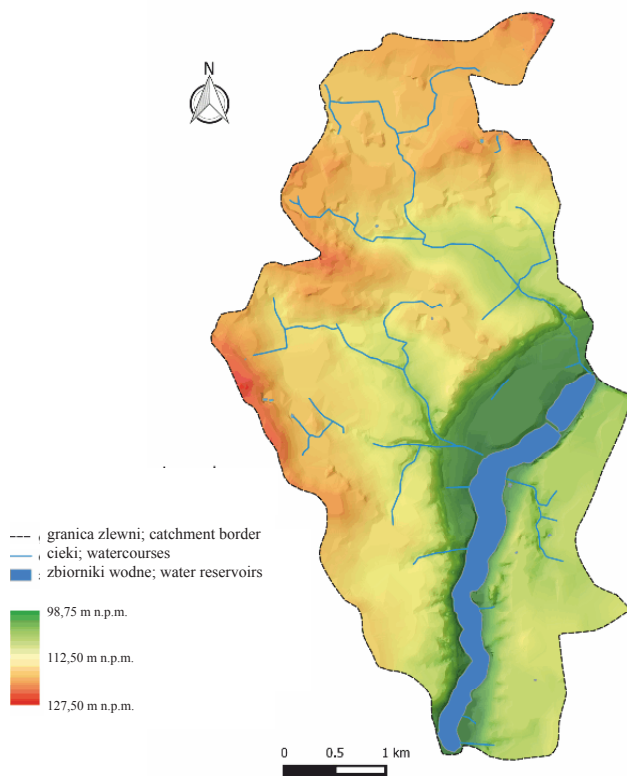 N
granica zlewni; catchment border
cieki; watercourses
zbiorniki wodne; water reservoirs
98,75 m n.p.m.
112,50 m n.p.m.
127,50 m n.p.m.
0 0.5 1 km